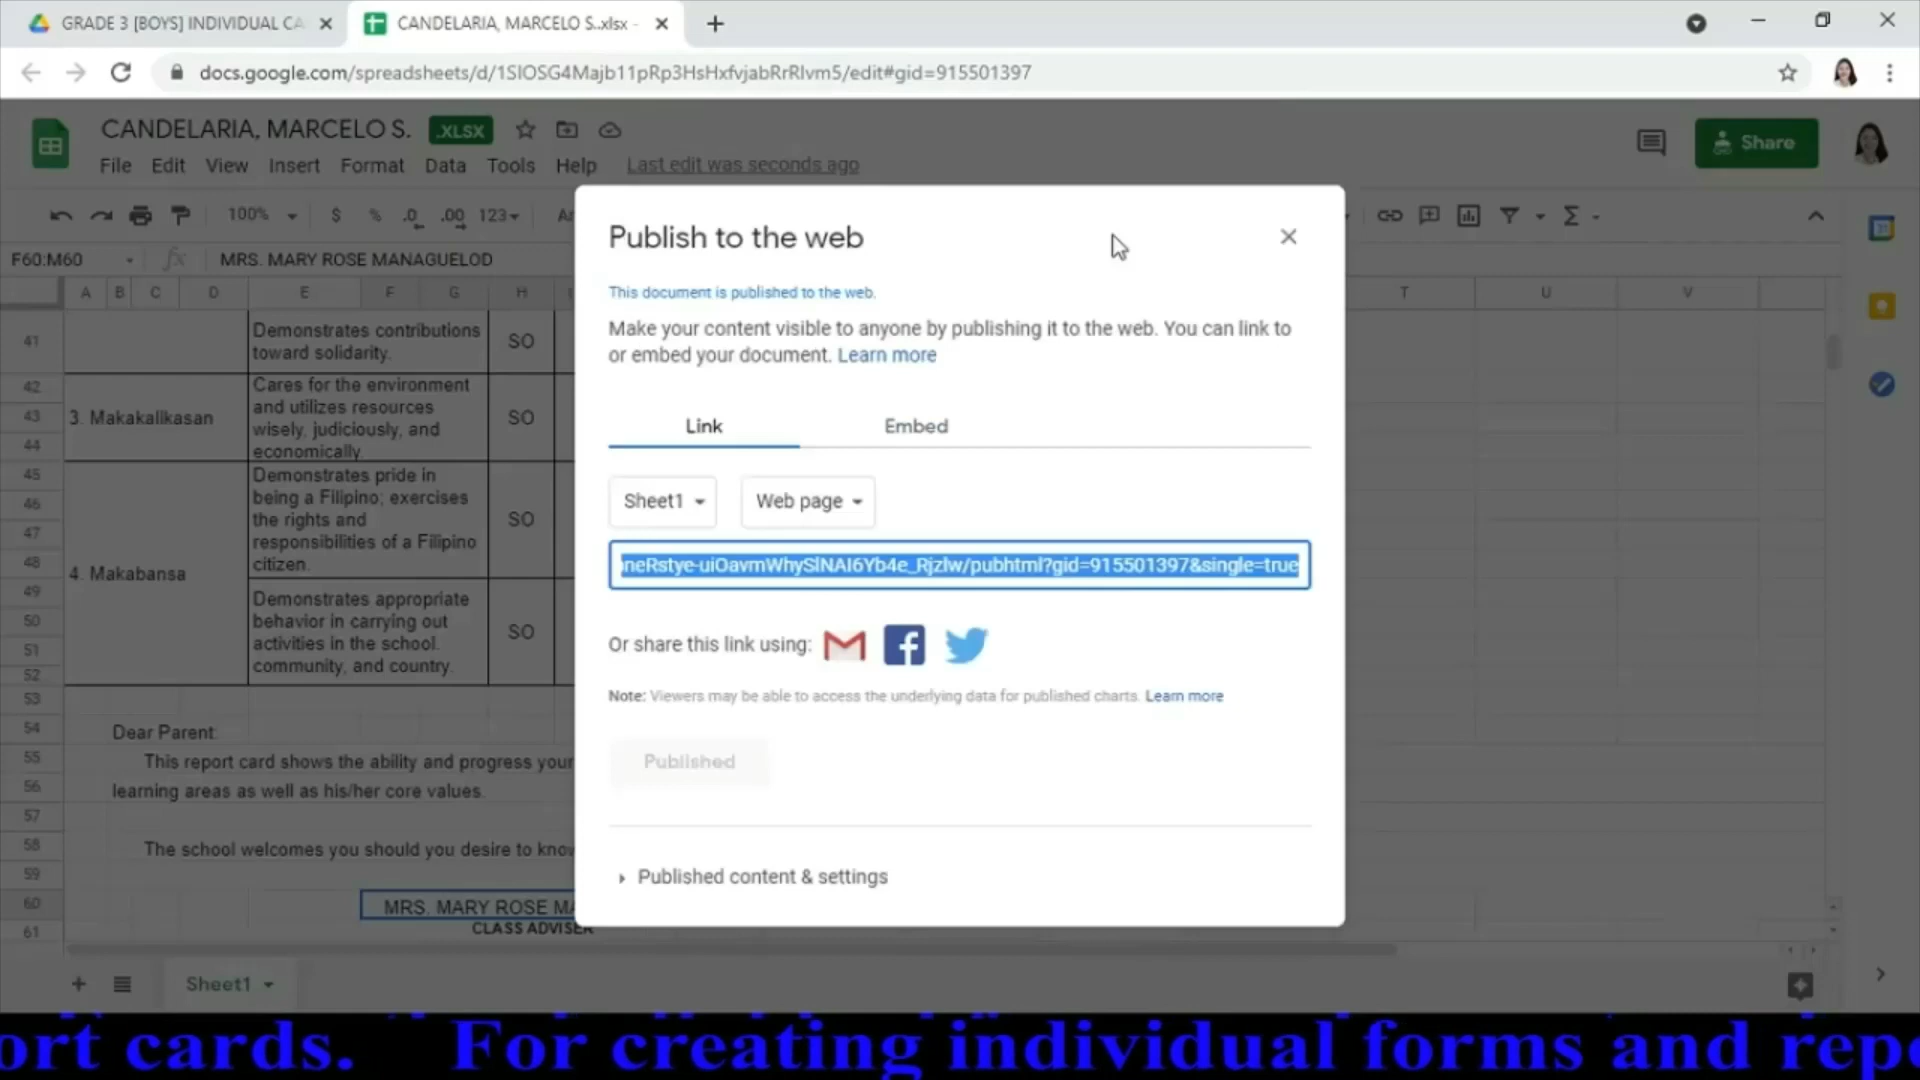 GRADE 3 [BOYS] INDIVIDUAL CA
CANDELARIA, MARCELO S..xlsx -
docs.google.com/spreadsheets/d/1SIOSG4Majb11pRp3HsHxfvjabRrRlvm5/edit#gid=915501397
CANDELARIA, MARCELO S. .XLSX
Share
File Edit View Insert Format Data Tools Help Last edit was seconds ago
100% $ % .0 .00 123 Ar
F60:M60 fx MRS. MARY ROSE MANAGUELOD
A B C D E F G H T U V
41 Demonstrates contributions toward solidarity. SO
42 Cares for the environment
43 3. Makakalikasan and utilizes resources SO
wisely, judiciously, and
44 economically.
45 Demonstrates pride in
46 being a Filipino; exercises
47 the rights and SO
responsibilities of a Filipino
48 citizen.
4. Makabansa
49 Demonstrates appropriate
50 behavior in carrying out SO
51 activities in the school.
52 community, and country.
53
54 Dear Parent:
55 This report card shows the ability and progress your
56 learning areas as well as his/her core values.
57
58 The school welcomes you should you desire to know
59
60 MRS. MARY ROSE MA
61 CLASS ADVISER
Publish to the web
This document is published to the web.
Make your content visible to anyone by publishing it to the web. You can link to
or embed your document. Learn more
Link Embed
Sheet1 Web page
neRstye-uiOavmWhySlNAI6Yb4e_Rjzlw/pubhtml?gid=915501397&single=true
Or share this link using:
Note: Viewers may be able to access the underlying data for published charts. Learn more
Published
Published content & settings
Sheet1
ort cards. For creating individual forms and repo